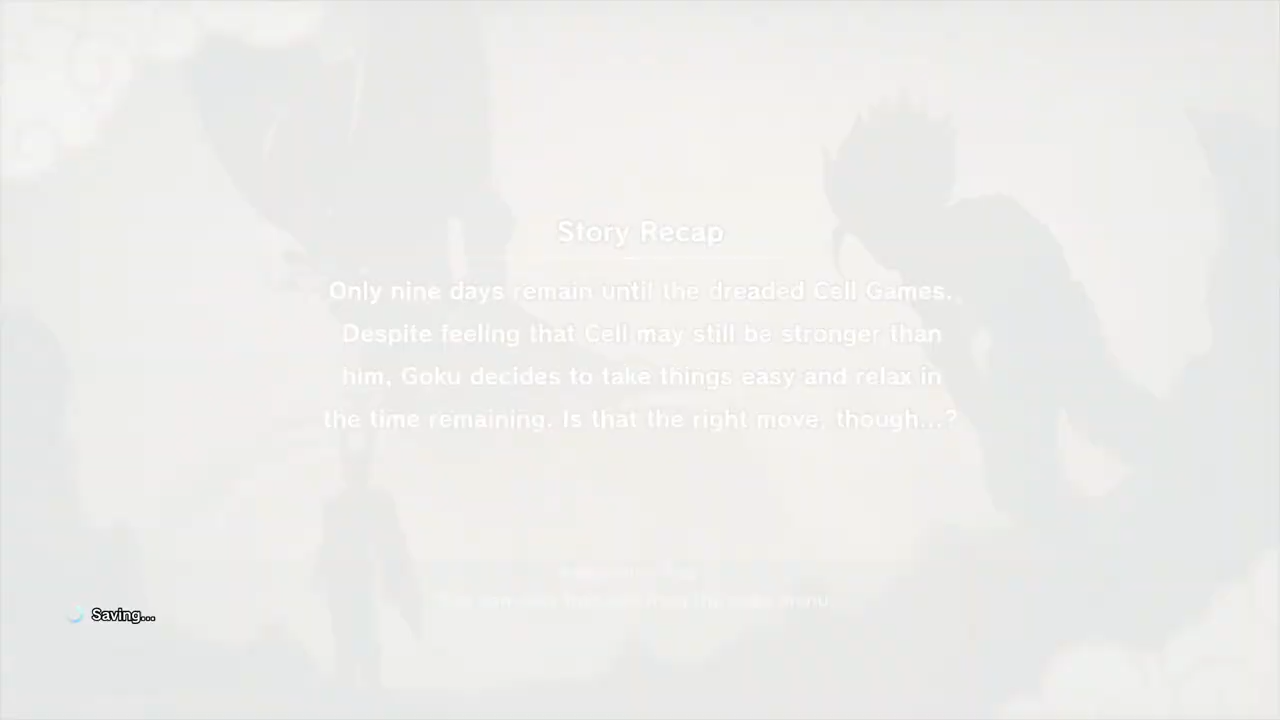 Story Recap
Only nine days remain until the dreaded Cell Games.
Despite feeling that Cell may still be stronger than
him, Goku decides to take things easy and relax in
the time remaining. Is that the right move, though...?
Saving...